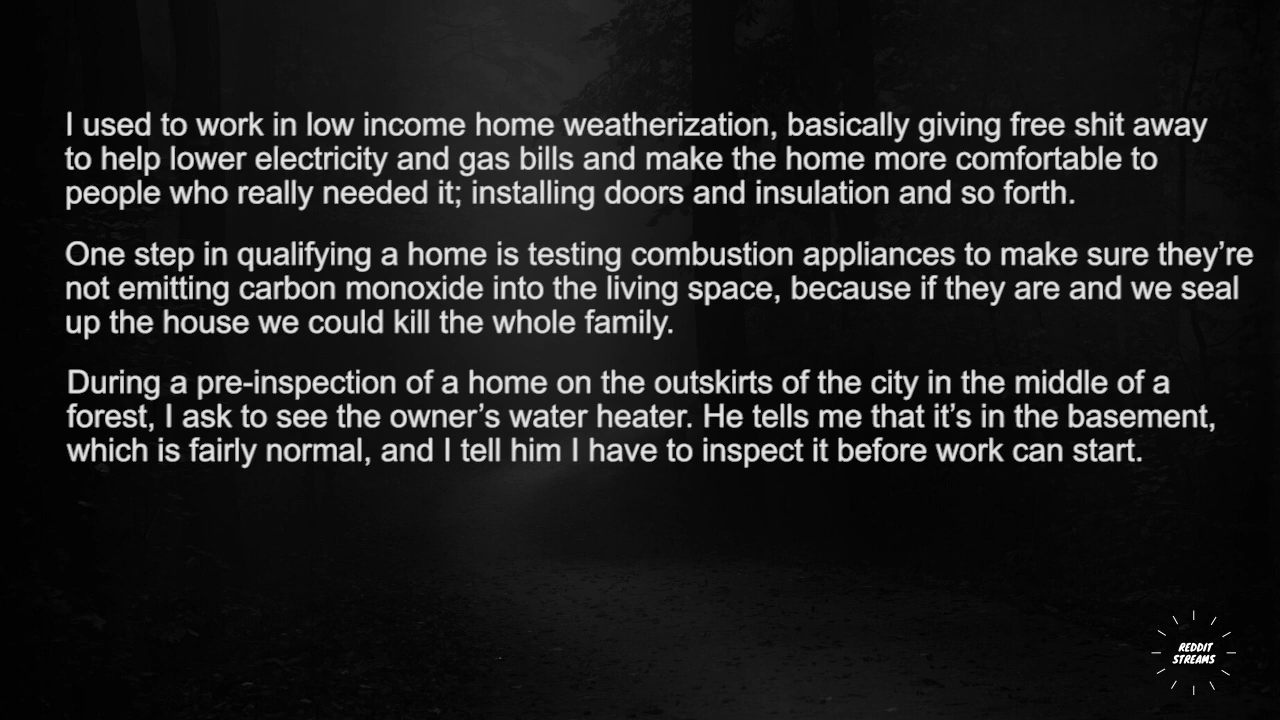 I used to work in low income home weatherization, basically giving free shit away
to help lower electricity and gas bills and make the home more comfortable to
people who really needed it; installing doors and insulation and so forth.
One step in qualifying a home is testing combustion appliances to make sure they’re
not emitting carbon monoxide into the living space, because if they are and we seal
up the house we could kill the whole family.
During a pre-inspection of a home on the outskirts of the city in the middle of a
forest, I ask to see the owner’s water heater. He tells me that it’s in the basement,
which is fairly normal, and I tell him I have to inspect it before work can start.
REDDIT
STREAMS